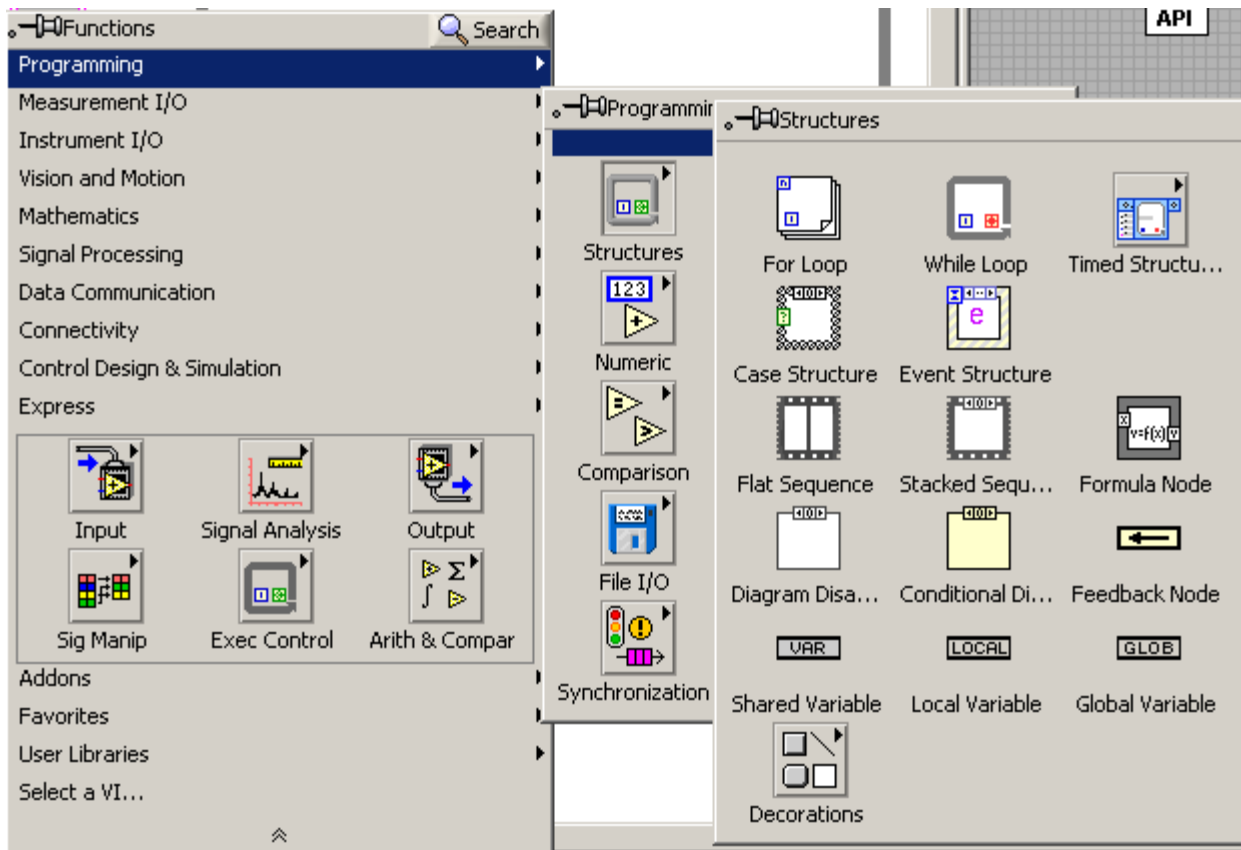 Functions
Search
API
Programming
Measurement I/O
Instrument I/O
Vision and Motion
Mathematics
Signal Processing
Data Communication
Connectivity
Control Design & Simulation
Express
Input
Signal Analysis
Output
Sig Manip
Exec Control
Arith & Compar
Addons
Favorites
User Libraries
Select a VI...
Programmin
Structures
123
Numeric
Comparison
File I/O
Synchronization
Structures
For Loop
While Loop
Timed Structu...
Case Structure
Event Structure
Flat Sequence
Stacked Sequ...
Formula Node
Diagram Disa...
Conditional Di...
Feedback Node
VAR
LOCAL
GLOB
Shared Variable
Local Variable
Global Variable
Decorations